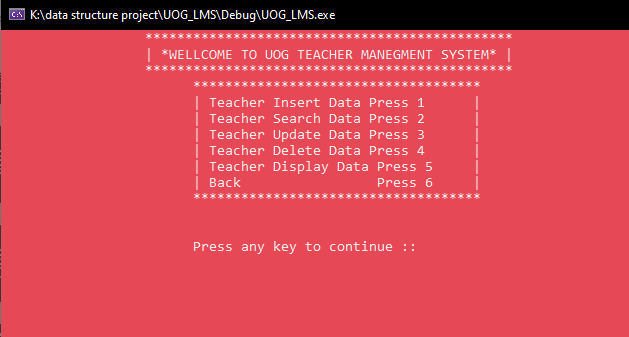 K:\data structure project\UOG_LMS\Debug\UOG_LMS.exe
**********************************************
| *WELLCOME TO UOG TEACHER MANEGMENT SYSTEM* |
**********************************************
************************************
| Teacher Insert Data Press 1      |
| Teacher Search Data Press 2      |
| Teacher Update Data Press 3      |
| Teacher Delete Data Press 4      |
| Teacher Display Data Press 5     |
| Back                 Press 6     |
************************************
Press any key to continue ::